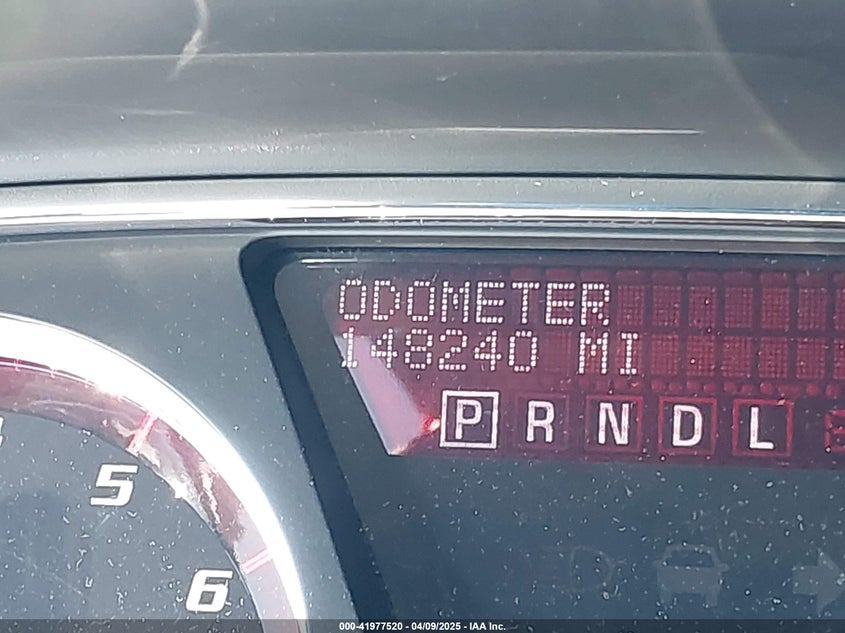 ODOMETER
148240 MI
P R N D L
5
6
000-41977520 - 04/09/2025 - IAA Inc.